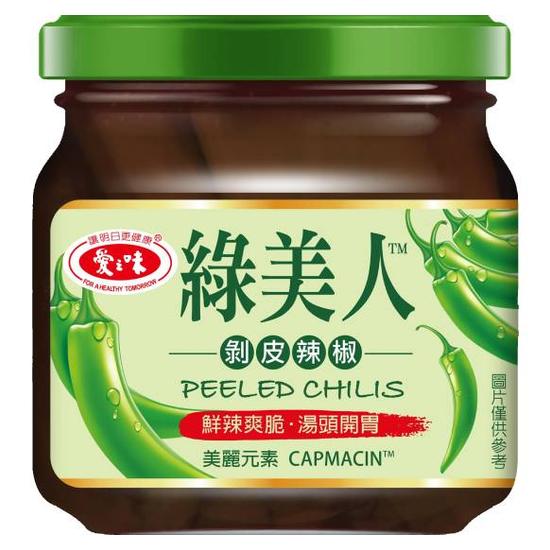 讓明日更健康®
愛之味
FOR A HEALTHY TOMORROW
綠美人™
剝皮辣椒
PEELED CHILIS
鮮辣爽脆·湯頭開胃
美麗元素 CAPMACIN™
圖片僅供參考